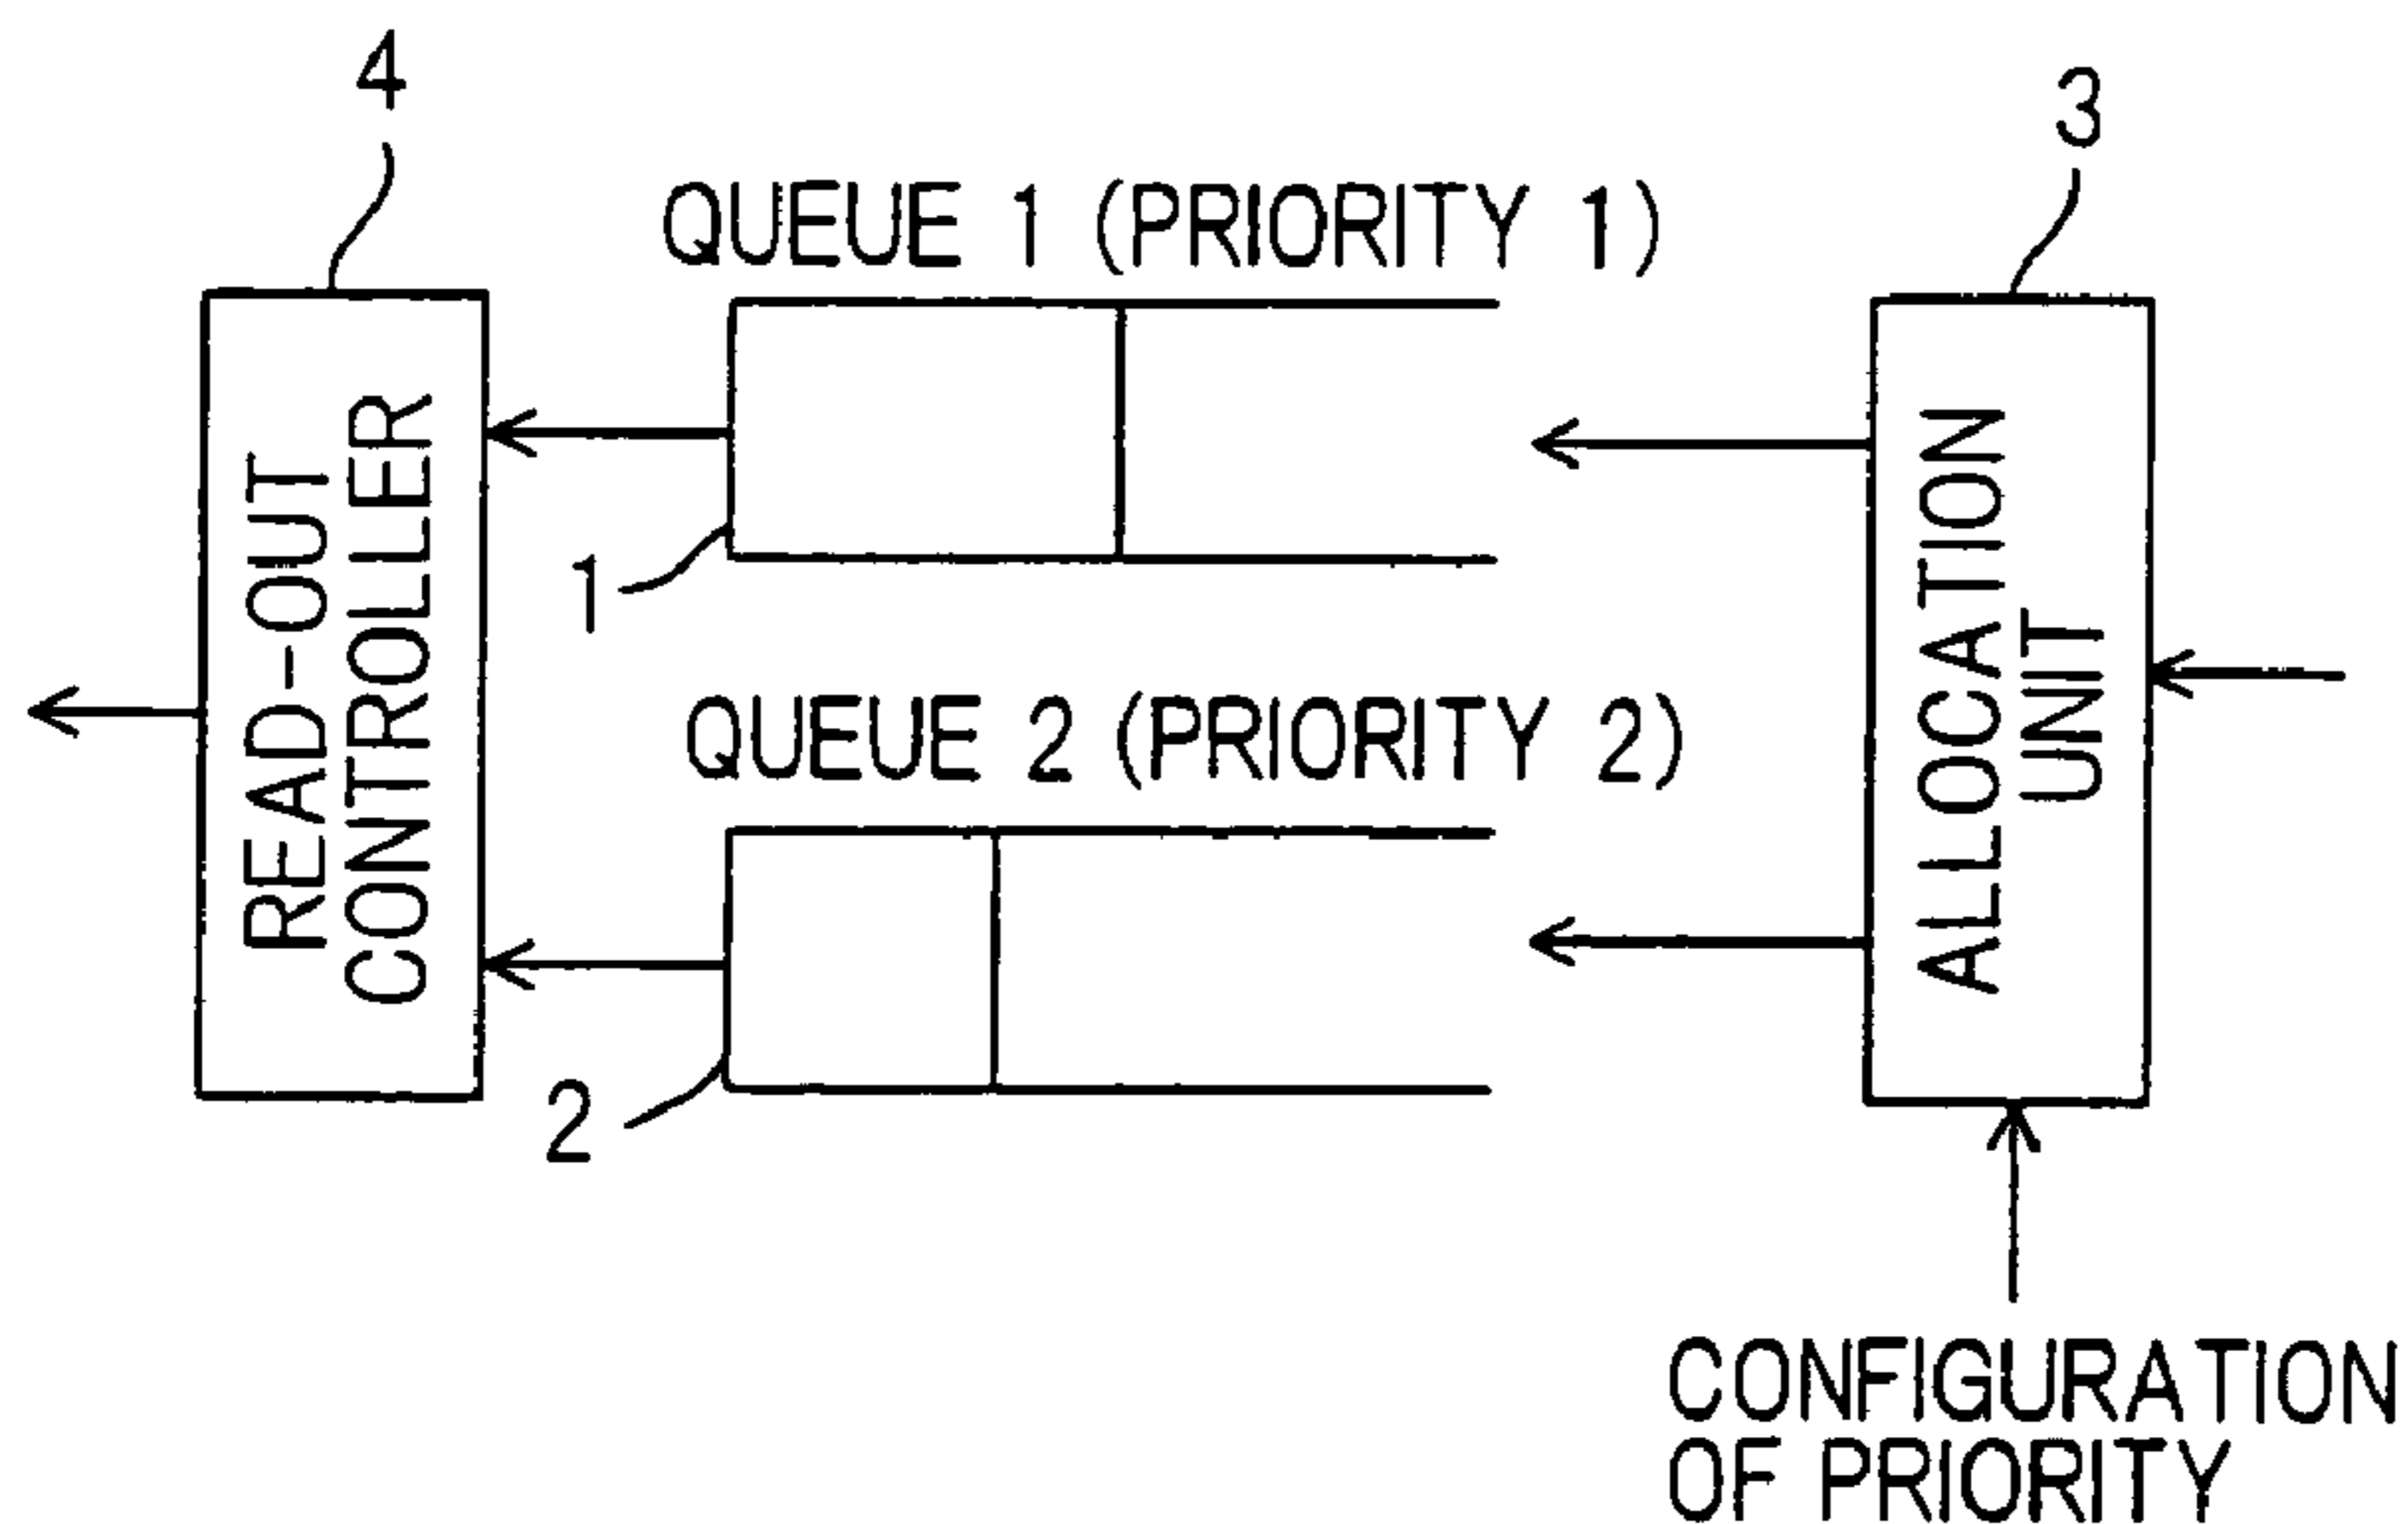 4
3
QUEUE 1 (PRIORITY 1)
READ-OUT
CONTROLLER
1
ALLOCATION
UNIT
QUEUE 2 (PRIORITY 2)
2
CONFIGURATION
OF PRIORITY